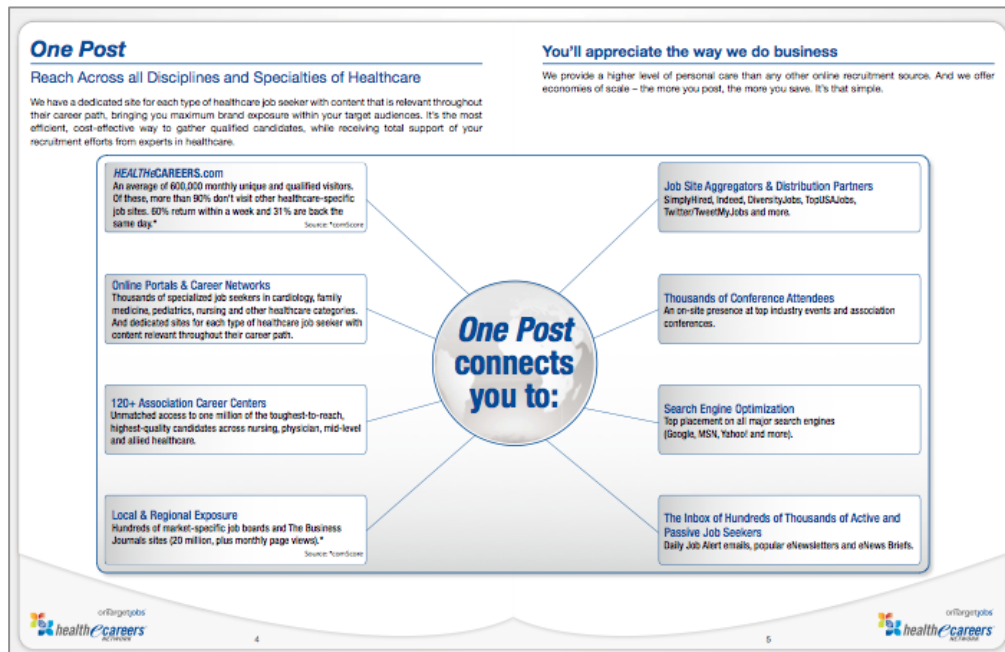 One Post
Reach Across all Disciplines and Specialties of Healthcare
We have a dedicated site for each type of healthcare job seeker with content that is relevant throughout
their career path, bringing you maximum brand exposure within your target audiences. It's the most
efficient, cost-effective way to gather qualified candidates, while receiving total support of your
recruitment efforts from experts in healthcare.
You'll appreciate the way we do business
We provide a higher level of personal care than any other online recruitment source. And we offer
economies of scale – the more you post, the more you save. It's that simple.
HEALTHeCAREERS.com
An average of 600,000 monthly unique and qualified visitors.
Of these, more than 90% don't visit other healthcare-specific
job sites. 60% return within a week and 31% are back the
same day.*
Source: *comScore
Online Portals & Career Networks
Thousands of specialized job seekers in cardiology, family
medicine, pediatrics, nursing and other healthcare categories.
And dedicated sites for each type of healthcare job seeker with
content relevant throughout their career path.
120+ Association Career Centers
Unmatched access to one million of the toughest-to-reach,
highest-quality candidates across nursing, physician, mid-level
and allied healthcare.
Local & Regional Exposure
Hundreds of market-specific job boards and The Business
Journals sites (20 million, plus monthly page views).*
Source: *comScore
One Post
connects
you to:
Job Site Aggregators & Distribution Partners
SimplyHired, Indeed, DiversityJobs, TopUSAJobs,
Twitter/TweetMyJobs and more.
Thousands of Conference Attendees
An on-site presence at top industry events and association
conferences.
Search Engine Optimization
Top placement on all major search engines
(Google, MSN, Yahoo! and more).
The Inbox of Hundreds of Thousands of Active and
Passive Job Seekers
Daily Job Alert emails, popular eNewsletters and eNews Briefs.
onTargetjobs
healthecareers
NETWORK
4
5
onTargetjobs
healthecareers
NETWORK